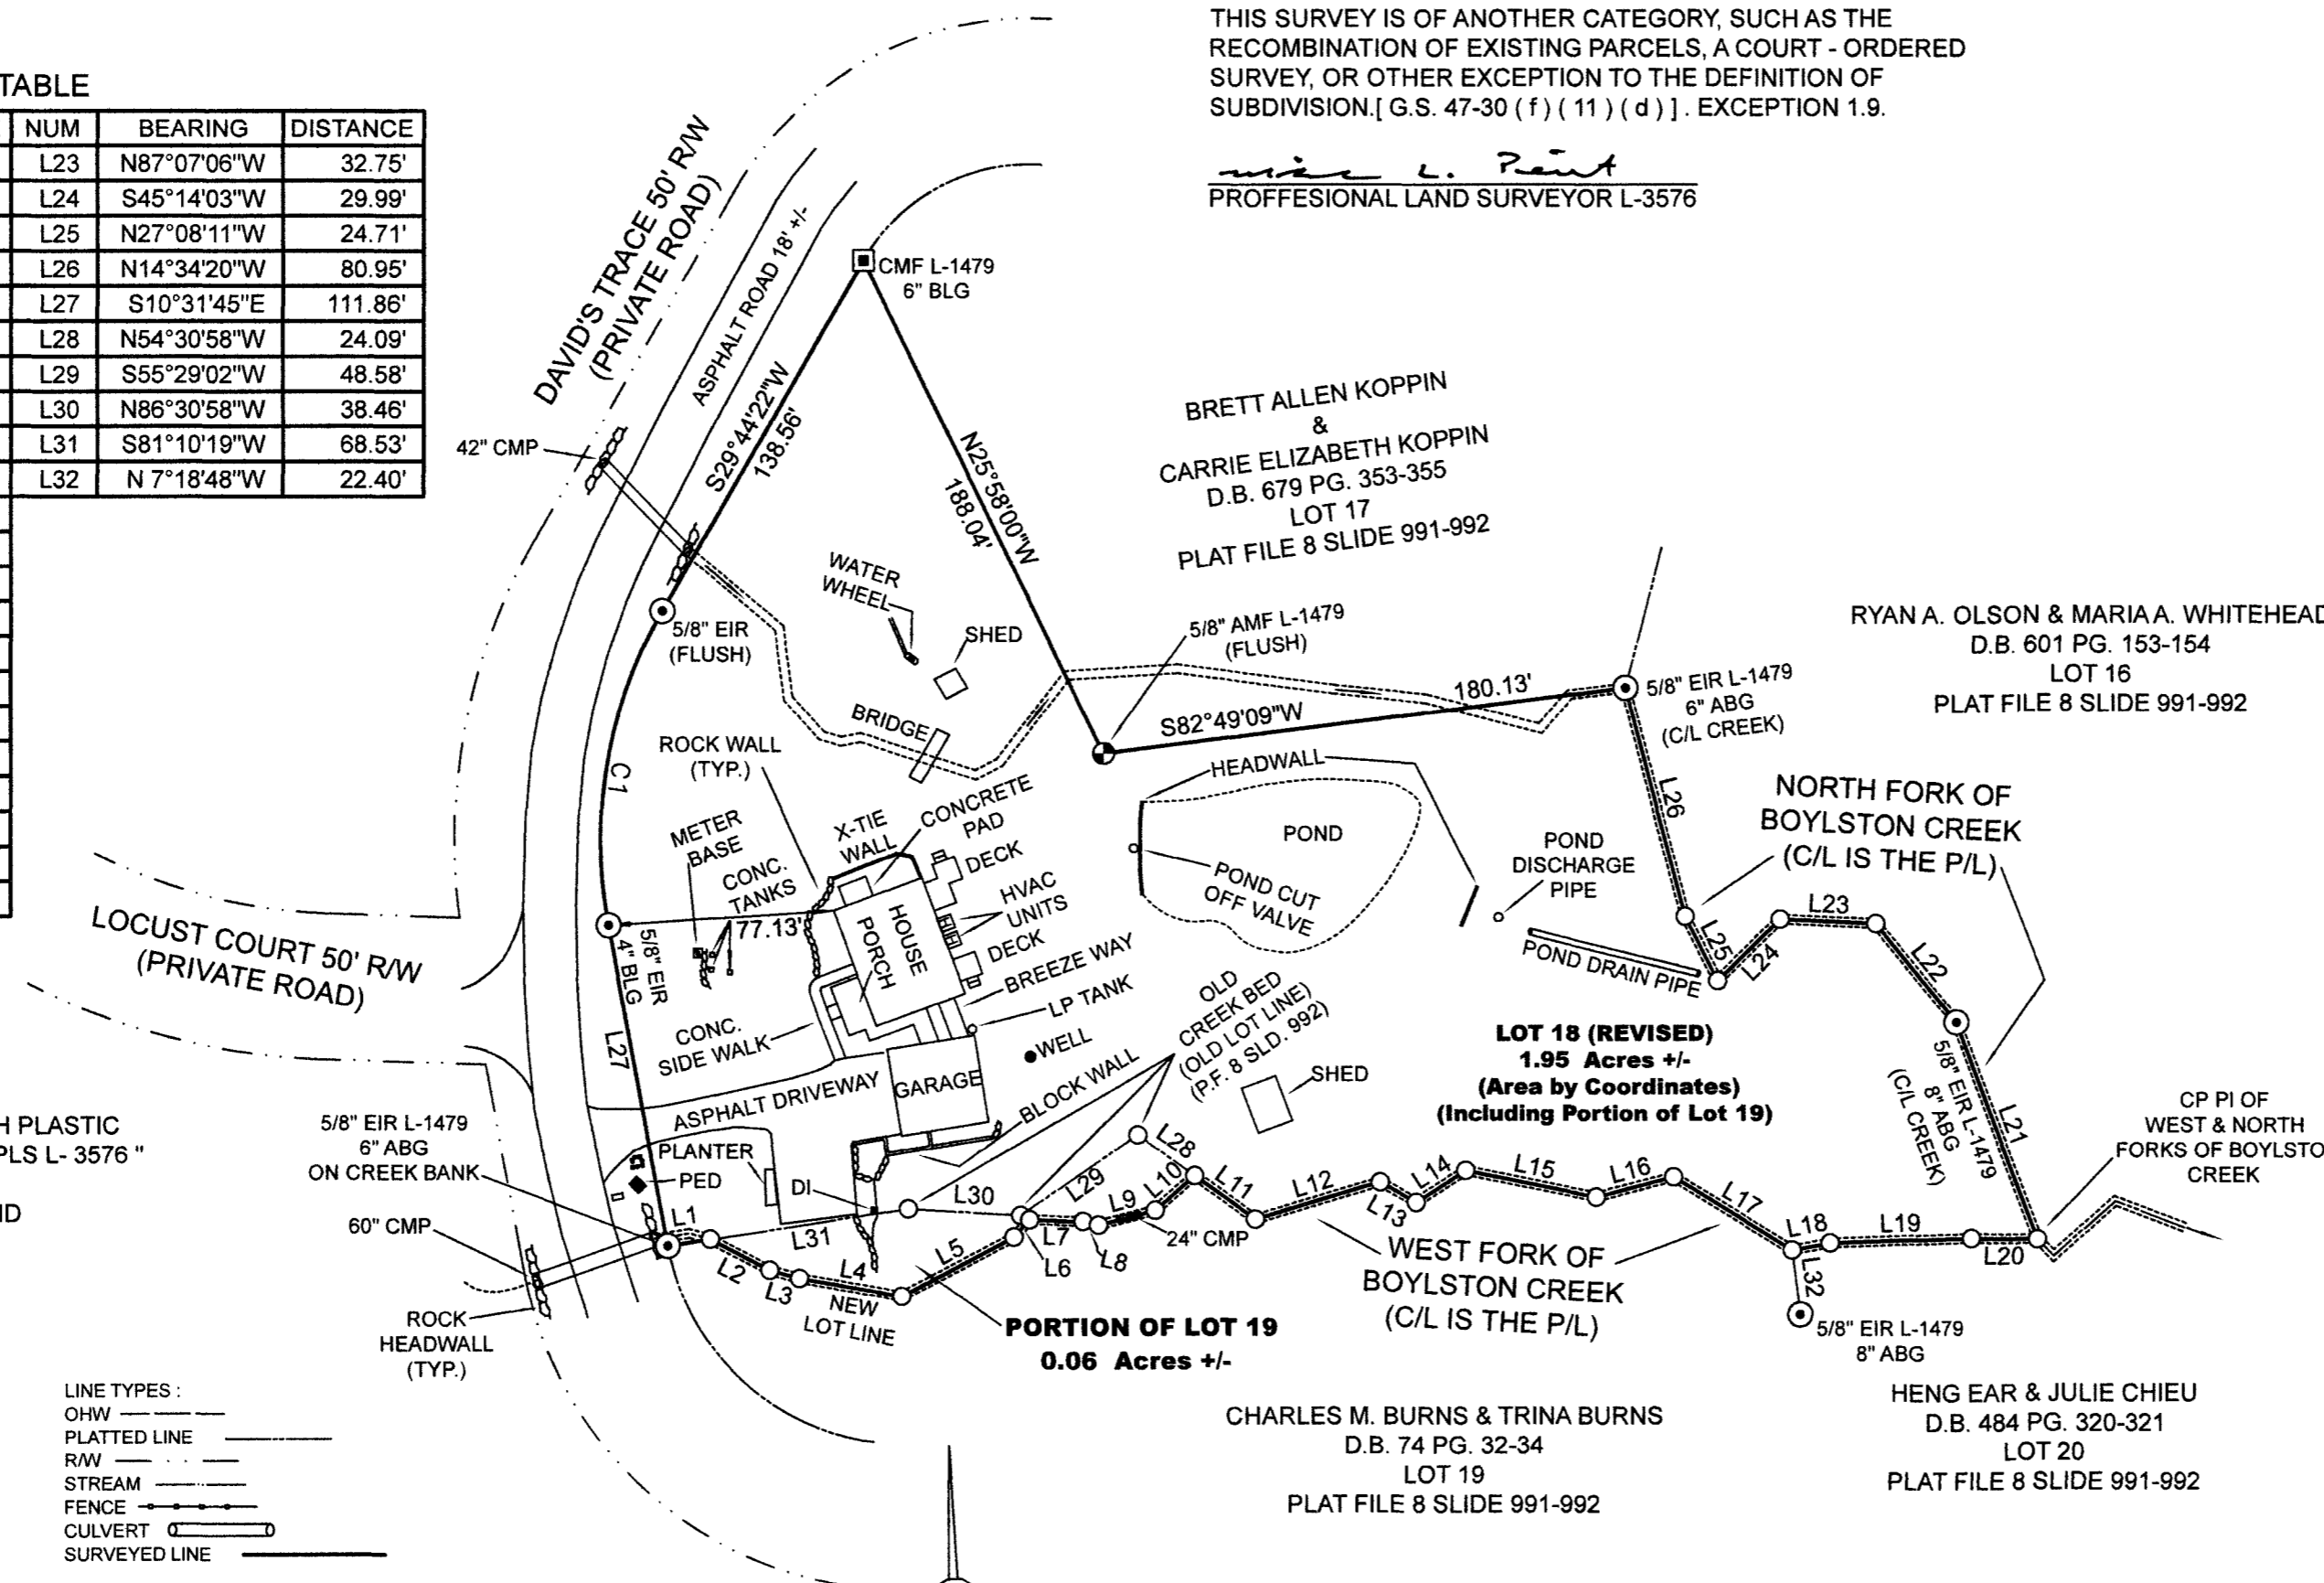 THIS SURVEY IS OF ANOTHER CATEGORY, SUCH AS THE
RECOMBINATION OF EXISTING PARCELS, A COURT - ORDERED
SURVEY, OR OTHER EXCEPTION TO THE DEFINITION OF
SUBDIVISION.[ G.S. 47-30 ( f ) ( 11 ) ( d ) ] . EXCEPTION 1.9.
PROFFESIONAL LAND SURVEYOR L-3576
TABLE
NUM BEARING DISTANCE
L23 N87°07'06"W 32.75'
L24 S45°14'03"W 29.99'
L25 N27°08'11"W 24.71'
L26 N14°34'20"W 80.95'
L27 S10°31'45"E 111.86'
L28 N54°30'58"W 24.09'
L29 S55°29'02"W 48.58'
L30 N86°30'58"W 38.46'
L31 S81°10'19"W 68.53'
L32 N 7°18'48"W 22.40'
DAVID'S TRACE 50' R/W
(PRIVATE ROAD)
ASPHALT ROAD 18' +/-
CMF L-1479
6" BLG
S29°44'22"W
138.56'
N25°58'00"W
188.04'
42" CMP
BRETT ALLEN KOPPIN
&
CARRIE ELIZABETH KOPPIN
D.B. 679 PG. 353-355
LOT 17
PLAT FILE 8 SLIDE 991-992
WATER
WHEEL
SHED
5/8" EIR
(FLUSH)
5/8" AMF L-1479
(FLUSH)
RYAN A. OLSON & MARIA A. WHITEHEAD
D.B. 601 PG. 153-154
LOT 16
PLAT FILE 8 SLIDE 991-992
180.13'
S82°49'09"W
5/8" EIR L-1479
6" ABG
(C/L CREEK)
BRIDGE
ROCK WALL
(TYP.)
C1
HEADWALL
L26
NORTH FORK OF
BOYLSTON CREEK
(C/L IS THE P/L)
METER
BASE
X-TIE
WALL
CONCRETE
PAD
DECK
CONC.
TANKS
HVAC
UNITS
HOUSE
PORCH
DECK
77.13'
POND
POND CUT
OFF VALVE
POND
DISCHARGE
PIPE
POND DRAIN PIPE
L25
L24
L23
L22
LOCUST COURT 50' R/W
(PRIVATE ROAD)
5/8" EIR
4" BLG
BREEZE WAY
LP TANK
WELL
OLD
CREEK BED
(OLD LOT LINE)
(P.F. 8 SLD. 992)
CONC.
SIDE WALK
L27
LOT 18 (REVISED)
1.95 Acres +/-
(Area by Coordinates)
(Including Portion of Lot 19)
5/8" EIR L-1479
8" ABG
(C/L CREEK)
L21
GARAGE
ASPHALT DRIVEWAY
BLOCK WALL
SHED
H PLASTIC
PLS L- 3576 "
5/8" EIR L-1479
6" ABG
ON CREEK BANK
PLANTER
PED
DI
CP PI OF
WEST & NORTH
FORKS OF BOYLSTO
CREEK
L28
L29
L30
L31
L1
L2
L3
L4
L5
L6
L7
L8
L9
L10
L11
L12
L13
L14
L15
L16
L17
L18
L19
L20
L32
60" CMP
24" CMP
NEW
LOT LINE
WEST FORK OF
BOYLSTON CREEK
(C/L IS THE P/L)
PORTION OF LOT 19
0.06 Acres +/-
5/8" EIR L-1479
8" ABG
ROCK
HEADWALL
(TYP.)
LINE TYPES :
OHW
PLATTED LINE
R/W
STREAM
FENCE
CULVERT
SURVEYED LINE
CHARLES M. BURNS & TRINA BURNS
D.B. 74 PG. 32-34
LOT 19
PLAT FILE 8 SLIDE 991-992
HENG EAR & JULIE CHIEU
D.B. 484 PG. 320-321
LOT 20
PLAT FILE 8 SLIDE 991-992